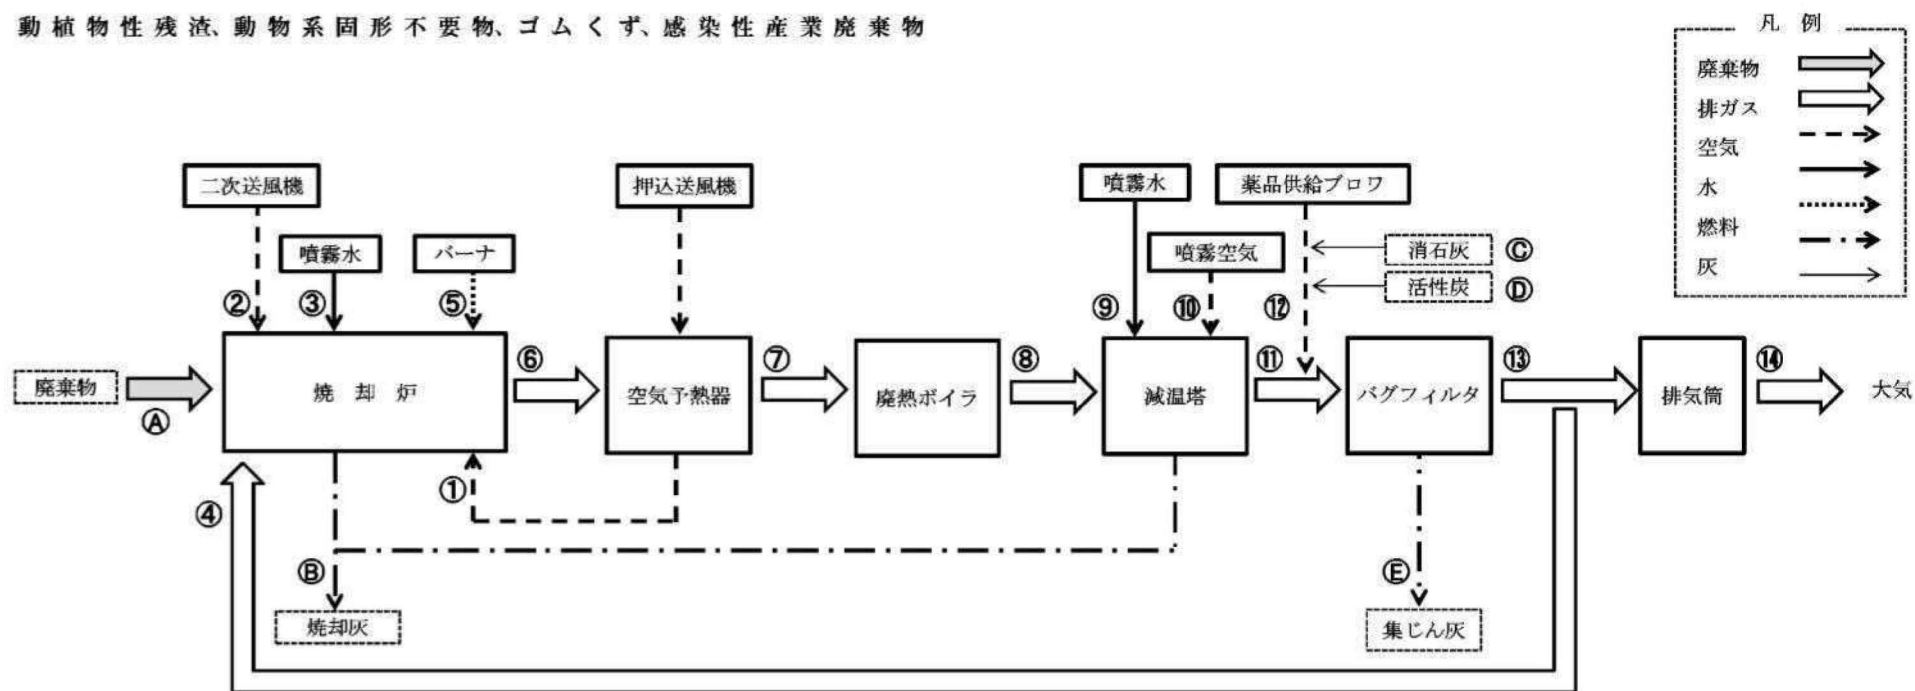 動植物性残渣、動物系固形不要物、ゴムくず、感染性産業廃棄物
凡 例
廃棄物
排ガス
空気
水
燃料
灰
二次送風機
押込送風機
噴霧水
薬品供給ブロワ
噴霧水
バーナ
噴霧空気
消石灰 Ⓒ
活性炭 Ⓓ
②
③
⑤
⑨
⑩
⑫
廃棄物
Ⓐ
焼 却 炉
⑥
空気予熱器
⑦
廃熱ボイラ
⑧
減温塔
⑪
バグフィルタ
⑬
排気筒
⑭
大気
①
④
Ⓑ
Ⓔ
焼却灰
集じん灰